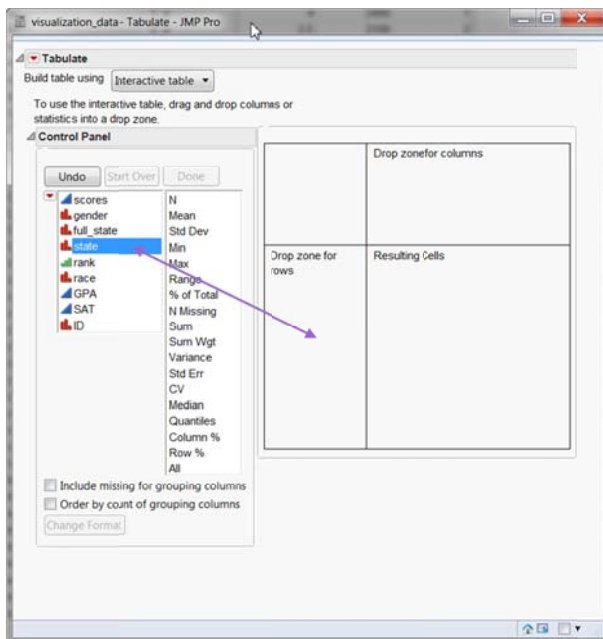 visualization_data- Tabulate - JMP Pro
Tabulate
Build table using Interactive table
To use the interactive table, drag and drop columns or
statistics into a drop zone.
Control Panel
Undo Start Over Done
scores
gender
full_state
state
rank
race
GPA
SAT
ID
N
Mean
Std Dev
Min
Max
Range
% of Total
N Missing
Sum
Sum Wgt
Variance
Std Err
CV
Median
Quantiles
Column %
Row %
All
Include missing for grouping columns
Order by count of grouping columns
Change Format
Drop zonefor columns
Drop zone for
rows
Resulting Cells